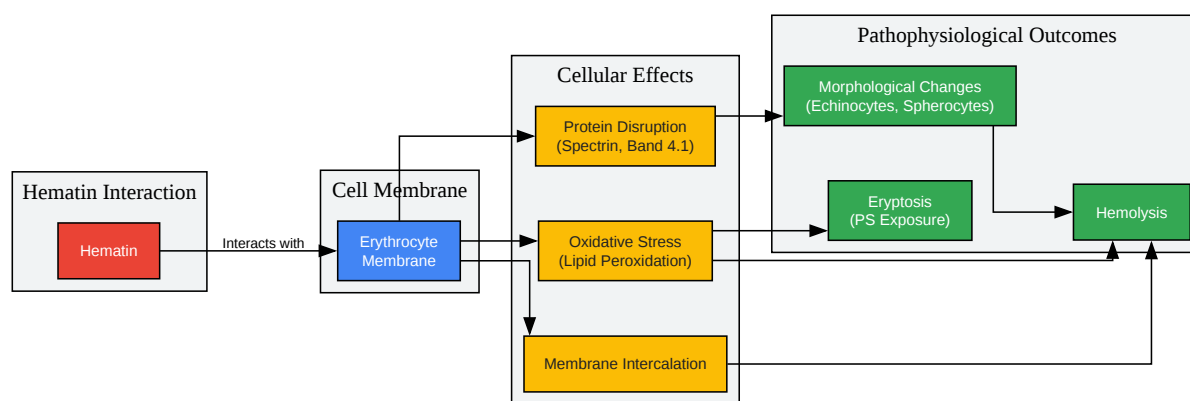 Hematin Interaction
Hematin
Interacts with
Cell Membrane
Erythrocyte
Membrane
Cellular Effects
Protein Disruption
(Spectrin, Band 4.1)
Oxidative Stress
(Lipid Peroxidation)
Membrane Intercalation
Pathophysiological Outcomes
Morphological Changes
(Echinocytes, Spherocytes)
Eryptosis
(PS Exposure)
Hemolysis